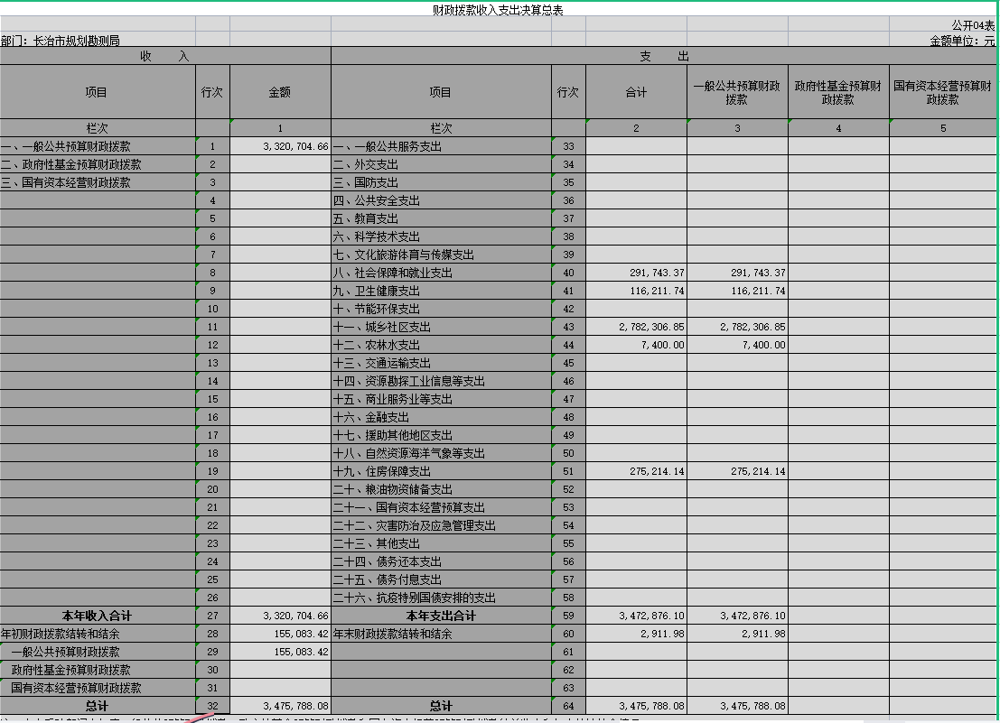 财政拨款收入支出决算总表
公开04表
部门：长治市规划勘测局 金额单位：元
收 入 支 出
项目 行次 金额 项目 行次 合计 一般公共预算财政拨款 政府性基金预算财政拨款 国有资本经营预算财政拨款
栏次 1 栏次 2 3 4 5
一、一般公共预算财政拨款 1 3,320,704.66 一、一般公共服务支出 33
二、政府性基金预算财政拨款 2 二、外交支出 34
三、国有资本经营财政拨款 3 三、国防支出 35
4 四、公共安全支出 36
5 五、教育支出 37
6 六、科学技术支出 38
7 七、文化旅游体育与传媒支出 39
8 八、社会保障和就业支出 40 291,743.37 291,743.37
9 九、卫生健康支出 41 116,211.74 116,211.74
10 十、节能环保支出 42
11 十一、城乡社区支出 43 2,782,306.85 2,782,306.85
12 十二、农林水支出 44 7,400.00 7,400.00
13 十三、交通运输支出 45
14 十四、资源勘探工业信息等支出 46
15 十五、商业服务业等支出 47
16 十六、金融支出 48
17 十七、援助其他地区支出 49
18 十八、自然资源海洋气象等支出 50
19 十九、住房保障支出 51 275,214.14 275,214.14
20 二十、粮油物资储备支出 52
21 二十一、国有资本经营预算支出 53
22 二十二、灾害防治及应急管理支出 54
23 二十三、其他支出 55
24 二十四、债务还本支出 56
25 二十五、债务付息支出 57
26 二十六、抗疫特别国债安排的支出 58
本年收入合计 27 3,320,704.66 本年支出合计 59 3,472,876.10 3,472,876.10
年初财政拨款结转和结余 28 155,083.42 年末财政拨款结转和结余 60 2,911.98 2,911.98
一般公共预算财政拨款 29 155,083.42 61
政府性基金预算财政拨款 30 62
国有资本经营预算财政拨款 31 63
总计 32 3,475,788.08 总计 64 3,475,788.08 3,475,788.08